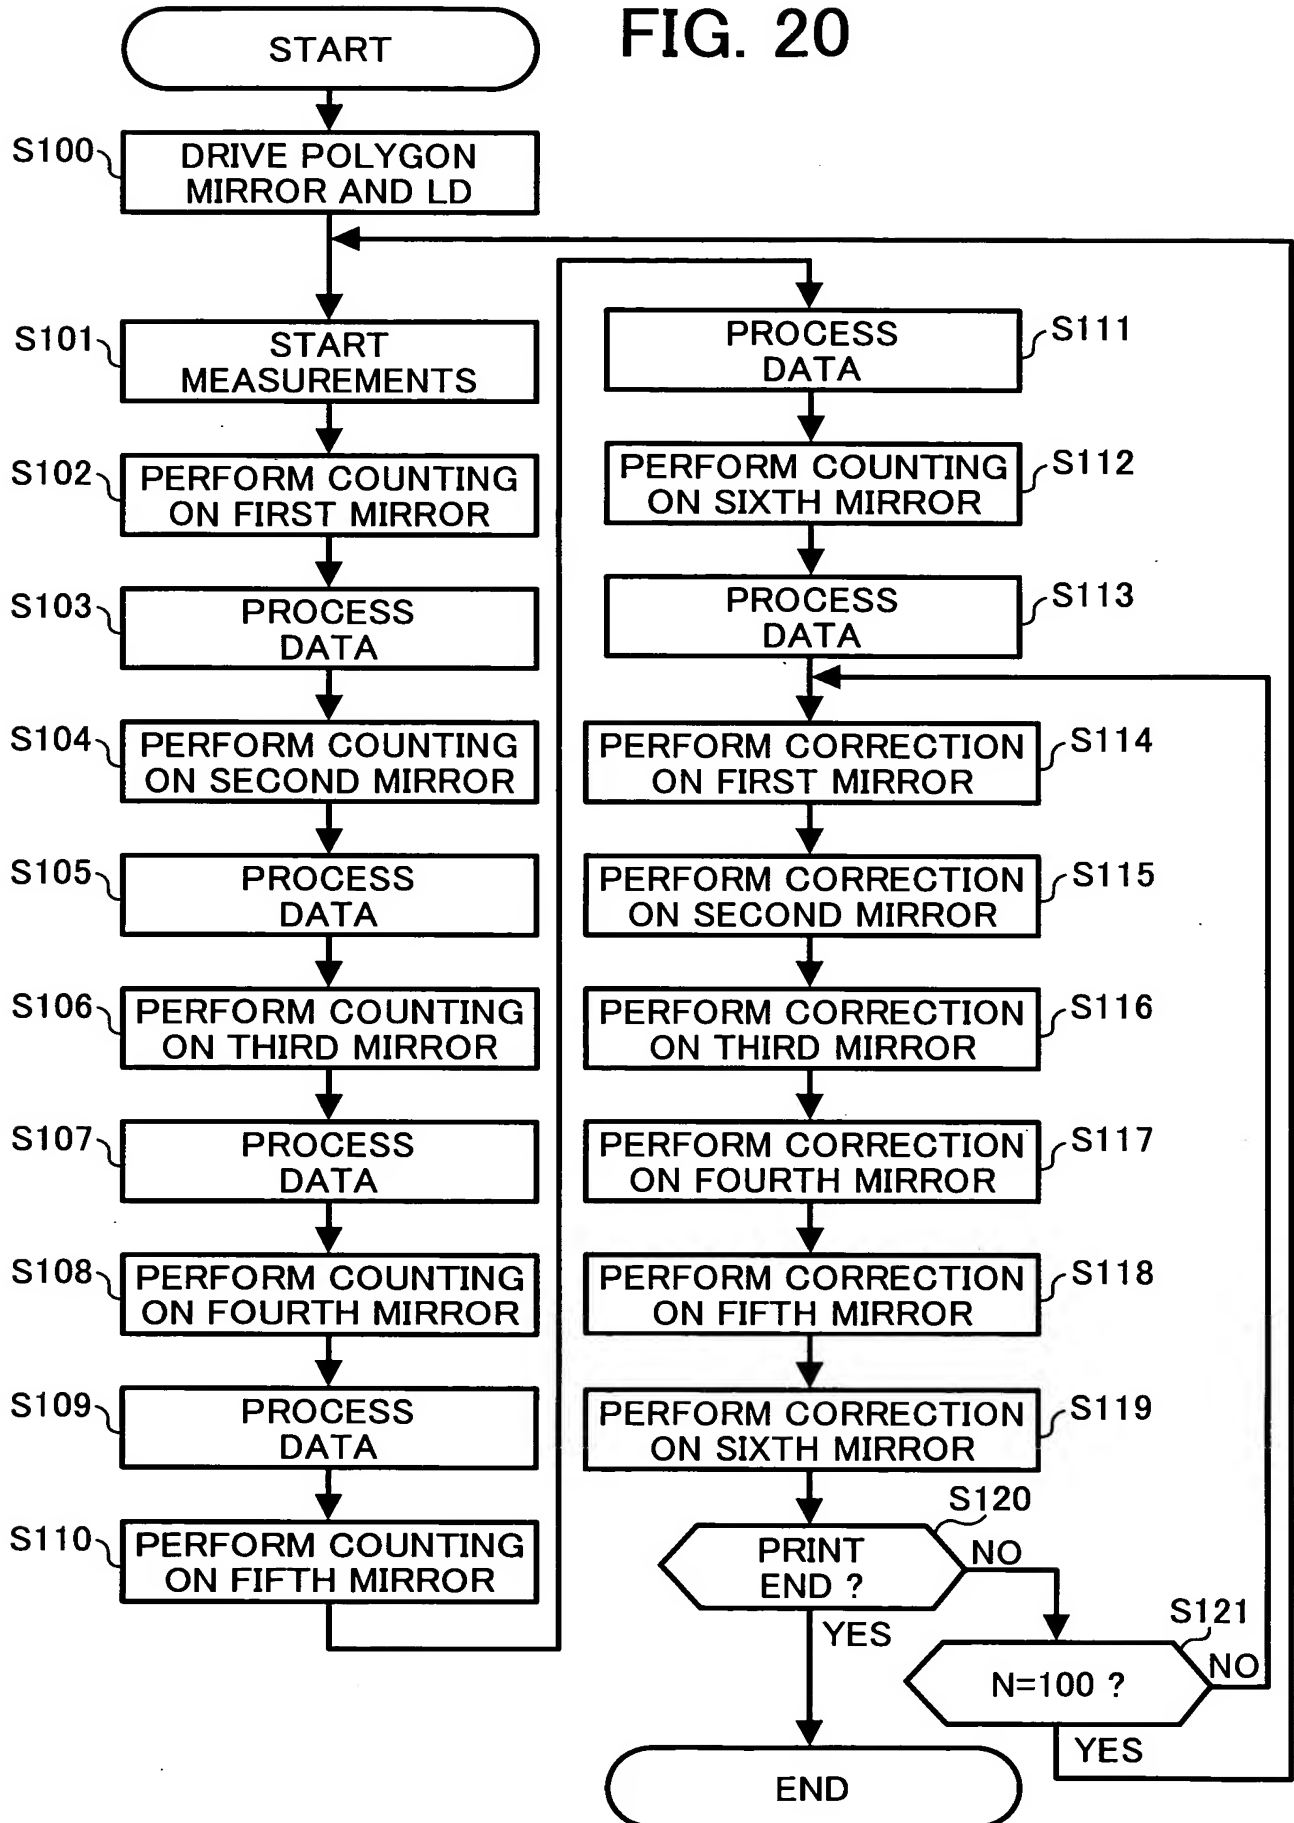 FIG. 20
START
S100
DRIVE POLYGON
MIRROR AND LD
S101
START
MEASUREMENTS
S102
PERFORM COUNTING
ON FIRST MIRROR
S103
PROCESS
DATA
S104
PERFORM COUNTING
ON SECOND MIRROR
S105
PROCESS
DATA
S106
PERFORM COUNTING
ON THIRD MIRROR
S107
PROCESS
DATA
S108
PERFORM COUNTING
ON FOURTH MIRROR
S109
PROCESS
DATA
S110
PERFORM COUNTING
ON FIFTH MIRROR
PROCESS
DATA
S111
PERFORM COUNTING
ON SIXTH MIRROR
S112
PROCESS
DATA
S113
PERFORM CORRECTION
ON FIRST MIRROR
S114
PERFORM CORRECTION
ON SECOND MIRROR
S115
PERFORM CORRECTION
ON THIRD MIRROR
S116
PERFORM CORRECTION
ON FOURTH MIRROR
S117
PERFORM CORRECTION
ON FIFTH MIRROR
S118
PERFORM CORRECTION
ON SIXTH MIRROR
S119
S120
PRINT
END ?
NO
YES
S121
N=100 ?
NO
YES
END